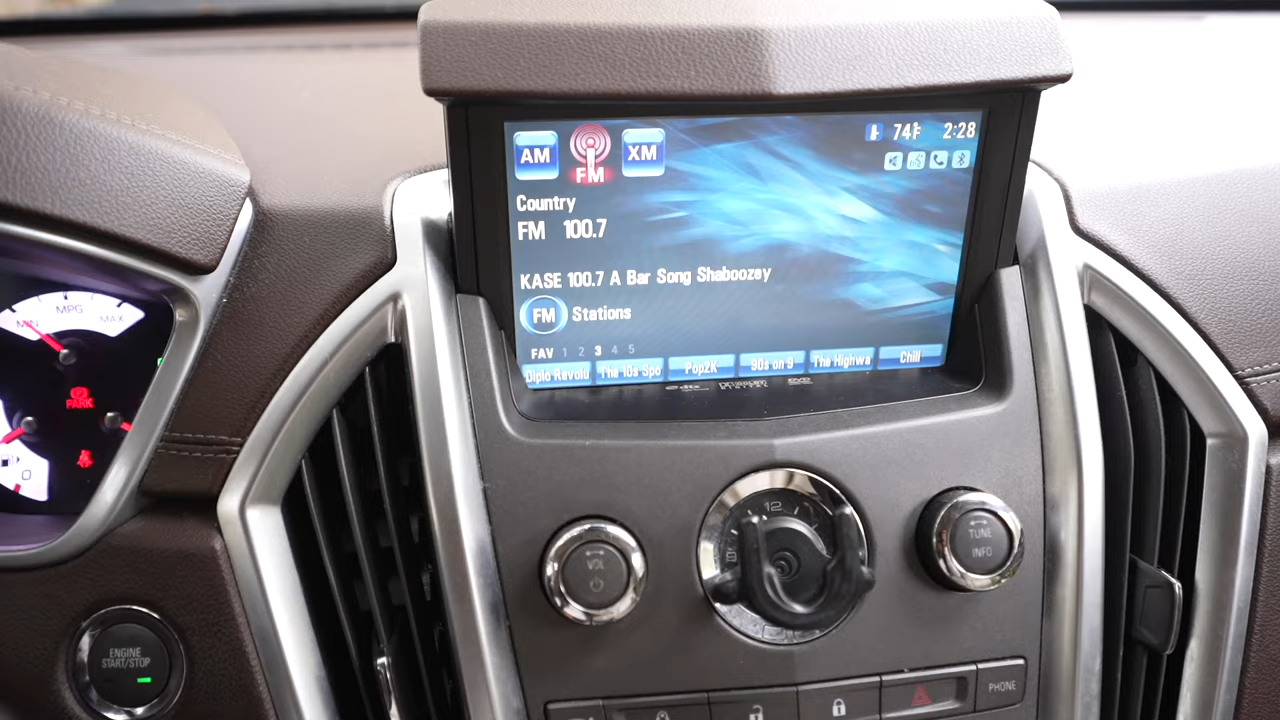 AM
FM
XM
74°F 2:28
Country
FM 100.7
KASE 100.7 A Bar Song Shaboozey
FM Stations
FAV 1 2 3 4 5
Diplo Revolu
The 10s Spo
Pop2K
90s on 9
The Highwa
Chill
MPG
MIN
MAX
PARK
0
12
VOL
TUNE
INFO
ENGINE
START/STOP
PHONE